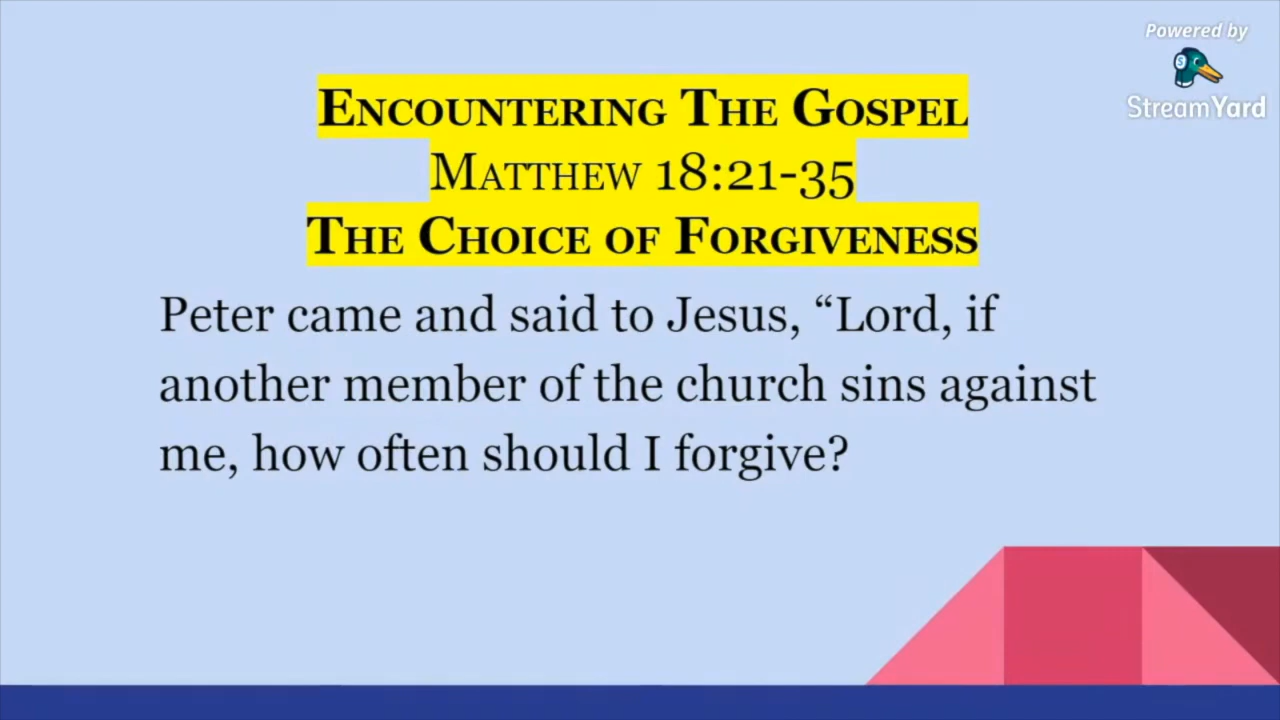 Powered by
StreamYard
ENCOUNTERING THE GOSPEL
MATTHEW 18:21-35
THE CHOICE OF FORGIVENESS
Peter came and said to Jesus, “Lord, if
another member of the church sins against
me, how often should I forgive?